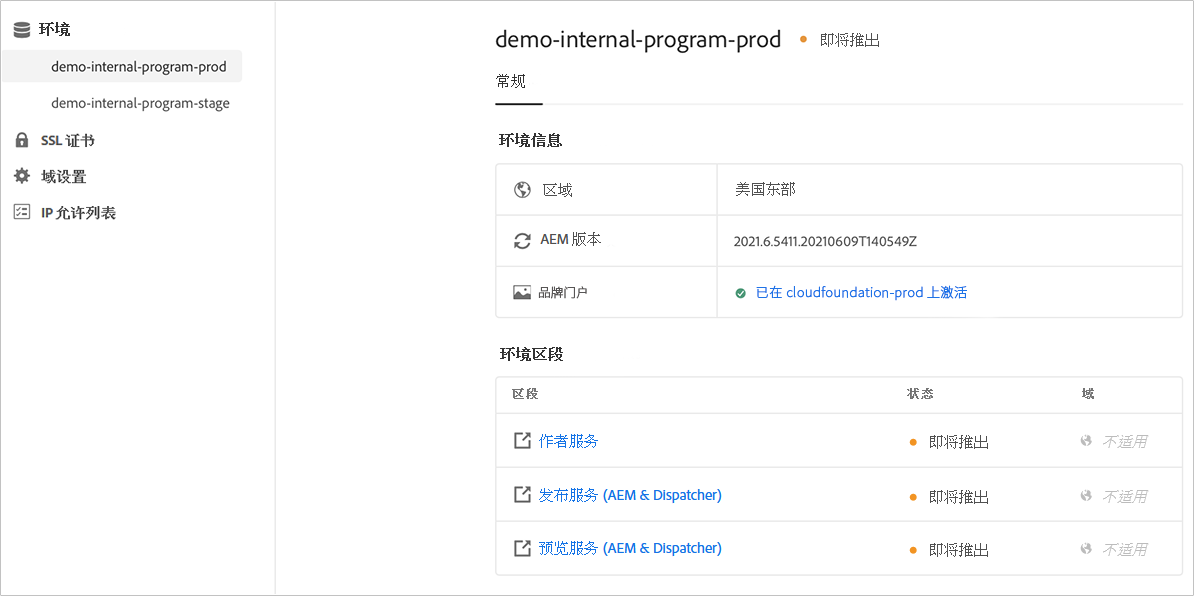 环境
demo-internal-program-prod
demo-internal-program-stage
SSL 证书
域设置
IP 允许列表
demo-internal-program-prod 即将推出
常规
环境信息
区域 美国东部
AEM 版本 2021.6.5411.20210609T140549Z
品牌门户 已在 cloudfoundation-prod 上激活
环境区段
区段 状态 域
作者服务 即将推出 不适用
发布服务 (AEM & Dispatcher) 即将推出 不适用
预览服务 (AEM & Dispatcher) 即将推出 不适用